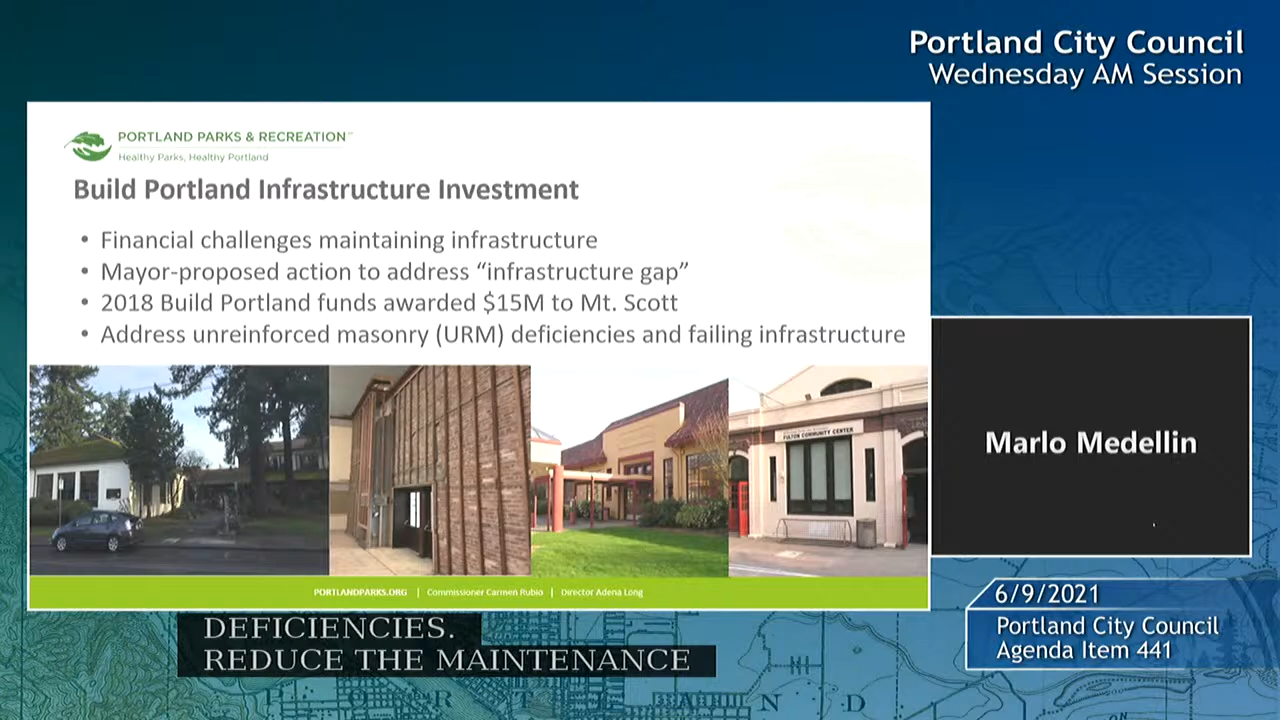 Portland City Council
Wednesday AM Session
PORTLAND PARKS & RECREATION
Healthy Parks, Healthy Portland
Build Portland Infrastructure Investment
• Financial challenges maintaining infrastructure
• Mayor-proposed action to address “infrastructure gap”
• 2018 Build Portland funds awarded $15M to Mt. Scott
• Address unreinforced masonry (URM) deficiencies and failing infrastructure
FULTON COMMUNITY CENTER
Marlo Medellin
PORTLANDPARKS.ORG | Commissioner Carmen Rubio | Director Adena Long
6/9/2021
Portland City Council
Agenda Item 441
DEFICIENCIES.
REDUCE THE MAINTENANCE